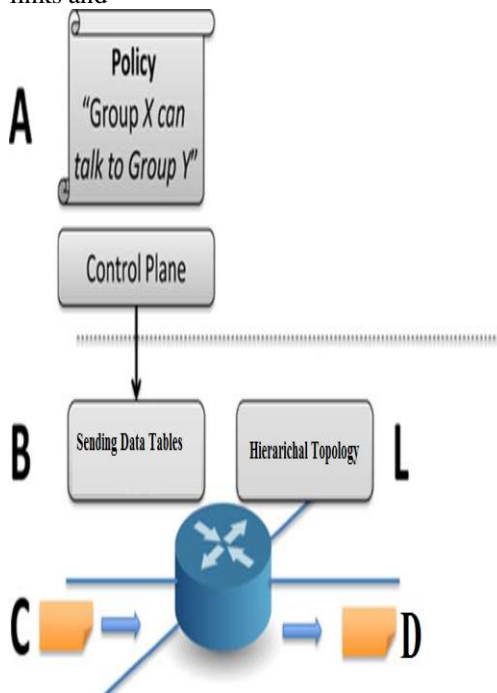 links and
Policy
"Group X can
talk to Group Y"
A
Control Plane
B
Sending Data Tables
Hierarichal Topology
L
C
D